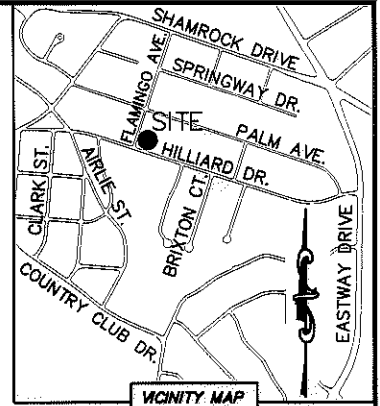 SHAMROCK DRIVE
FLAMINGO AVE.
SPRINGWAY DR.
SITE
PALM AVE.
HILLIARD DR.
CLARK ST.
AIRLIE ST.
BRIXTON CT.
EASTWAY DRIVE
COUNTRY CLUB DR.
VICINITY MAP